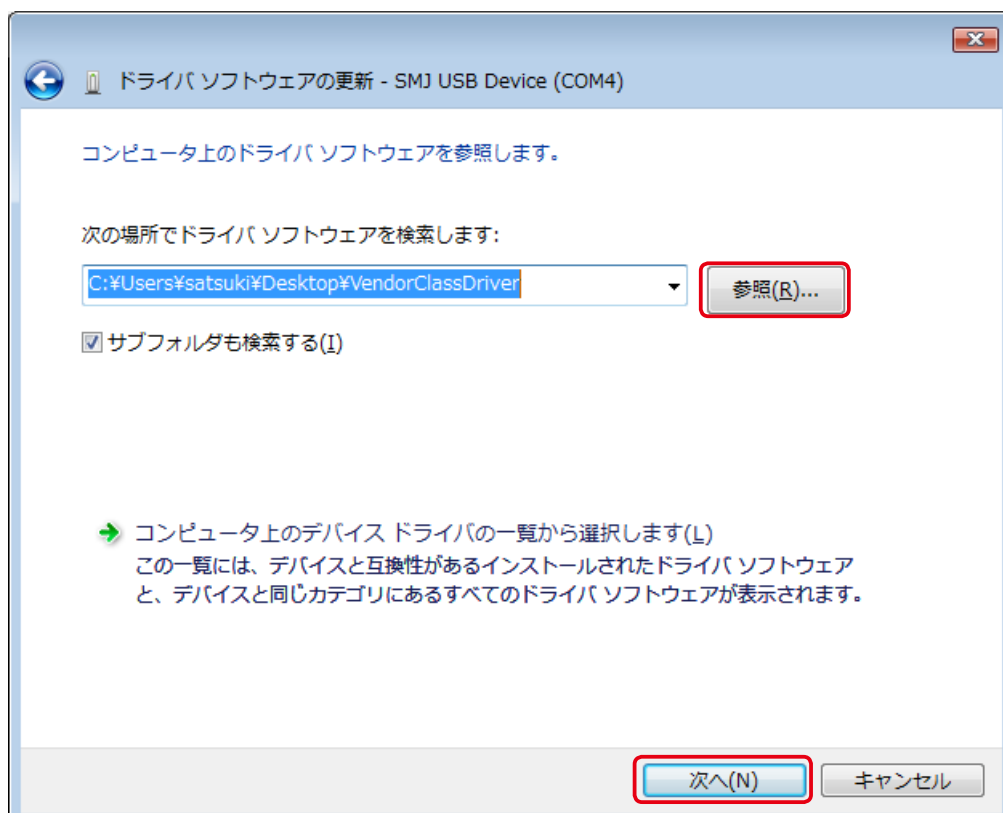 ドライバ ソフトウェアの更新 - SMJ USB Device (COM4)
コンピュータ上のドライバ ソフトウェアを参照します。
次の場所でドライバ ソフトウェアを検索します:
C:¥Users¥satsuki¥Desktop¥VendorClassDriver
参照(R)...
サブフォルダも検索する(I)
コンピュータ上のデバイス ドライバの一覧から選択します(L)
この一覧には、デバイスと互換性があるインストールされたドライバ ソフトウェア
と、デバイスと同じカテゴリにあるすべてのドライバ ソフトウェアが表示されます。
次へ(N)
キャンセル